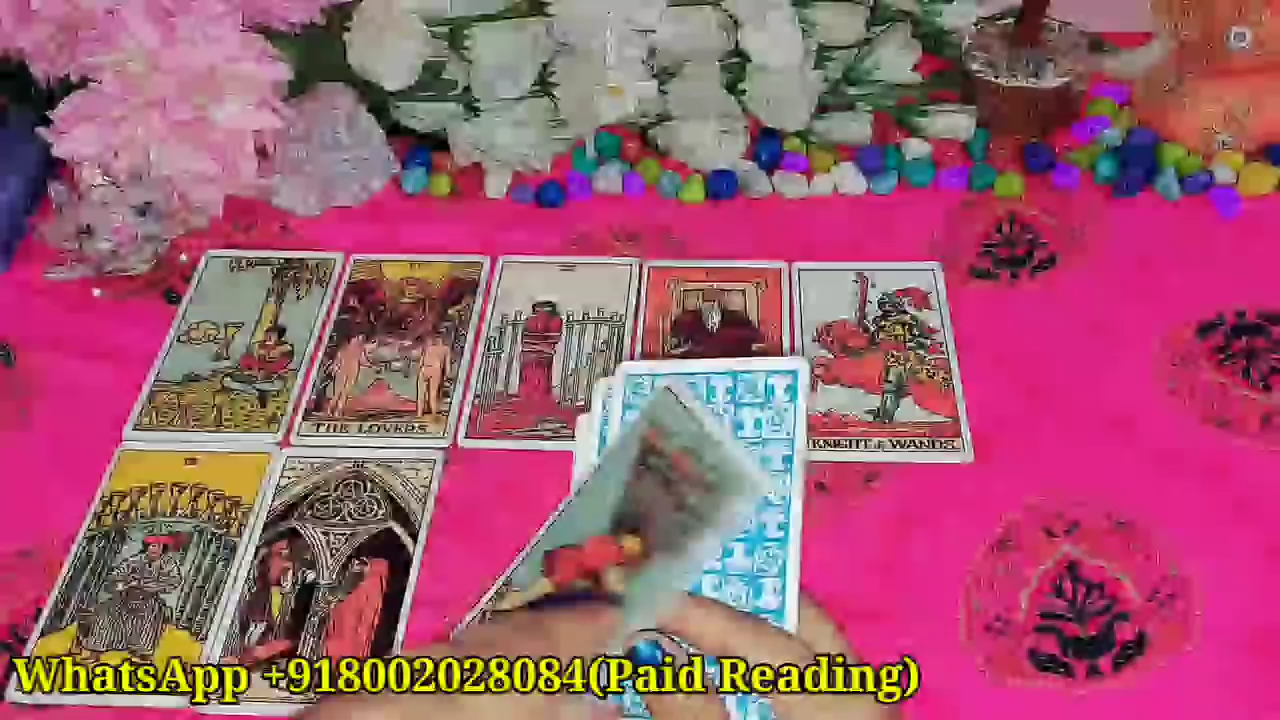 THE LOVERS.
KNIGHT of WANDS.
WhatsApp +918002028084(Paid Reading)